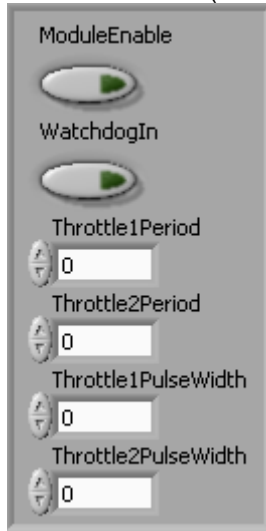 ModuleEnable
WatchdogIn
Throttle1Period
0
Throttle2Period
0
Throttle1PulseWidth
0
Throttle2PulseWidth
0